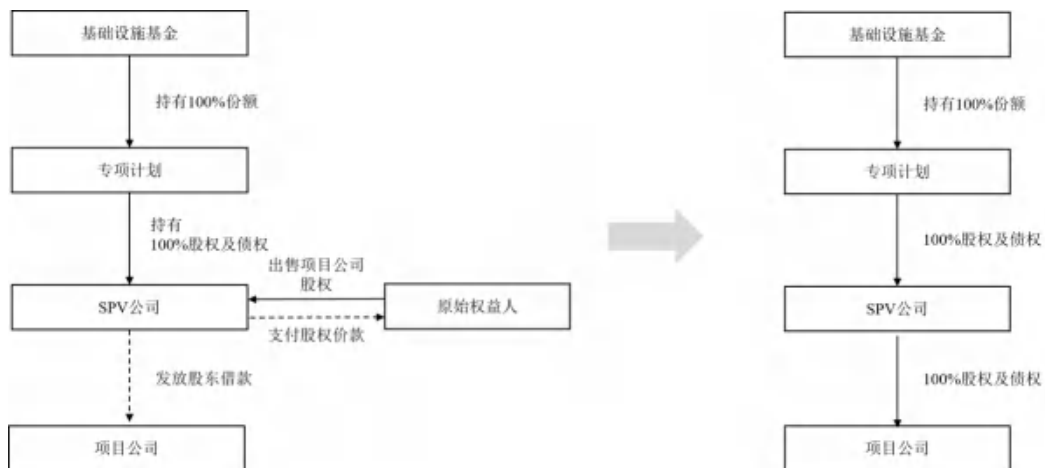 基础设施基金
持有100%份额
专项计划
持有
100%股权及债权
出售项目公司
股权
SPV公司
原始权益人
支付股权价款
发放股东借款
项目公司
基础设施基金
持有100%份额
专项计划
100%股权及债权
SPV公司
100%股权及债权
项目公司